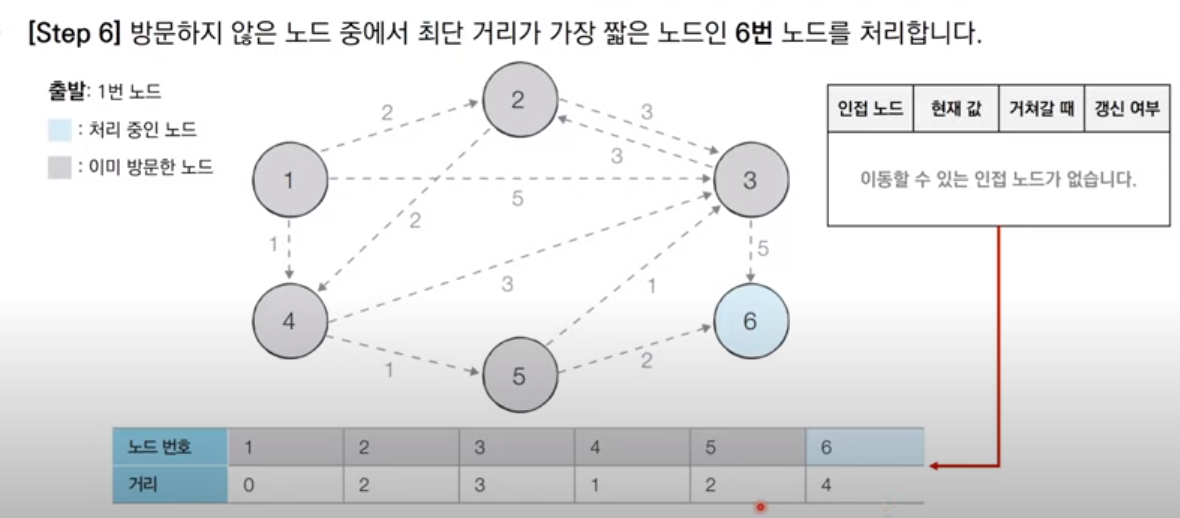 [Step 6] 방문하지 않은 노드 중에서 최단 거리가 가장 짧은 노드인 6번 노드를 처리합니다.
출발: 1번 노드
: 처리 중인 노드
: 이미 방문한 노드
인접 노드 현재 값 거쳐갈 때 갱신 여부
이동할 수 있는 인접 노드가 없습니다.
2
2
3
3
1
3
5
2
1
5
4
3
1
6
1
5
2
노드 번호 1 2 3 4 5 6
거리 0 2 3 1 2 4